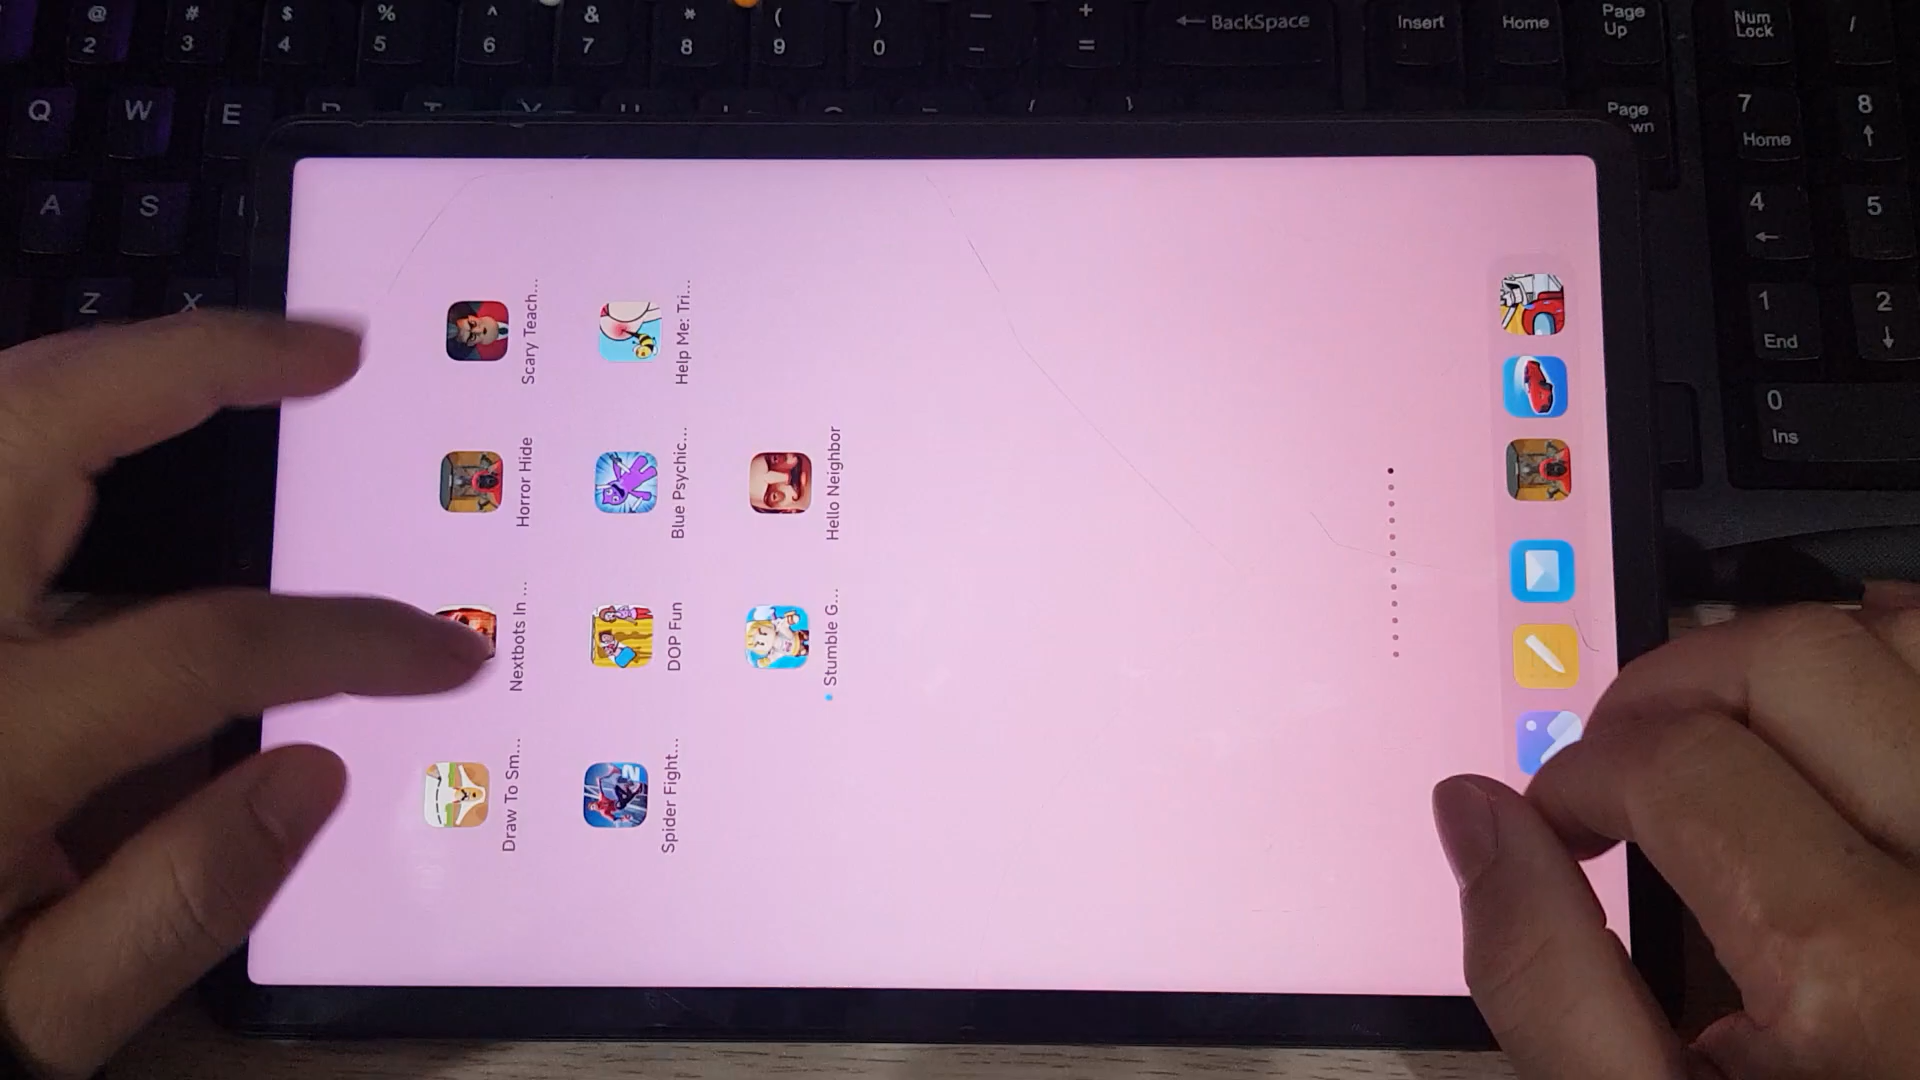 @ # $ % ^ & * ( ) — +
2 3 4 5 6 7 8 9 0 – =
← BackSpace
Insert
Home
Page
Up
Num
Lock
/
Q W E
Page
7
Home
8
↑
A S
4
←
5
Z X
1
End
2
↓
0
Ins
Draw To Sm...
Nextbots In ...
Horror Hide
Scary Teach...
Spider Fight...
DOP Fun
Blue Psychic...
Help Me: Tri...
Stumble G...
Hello Neighbor